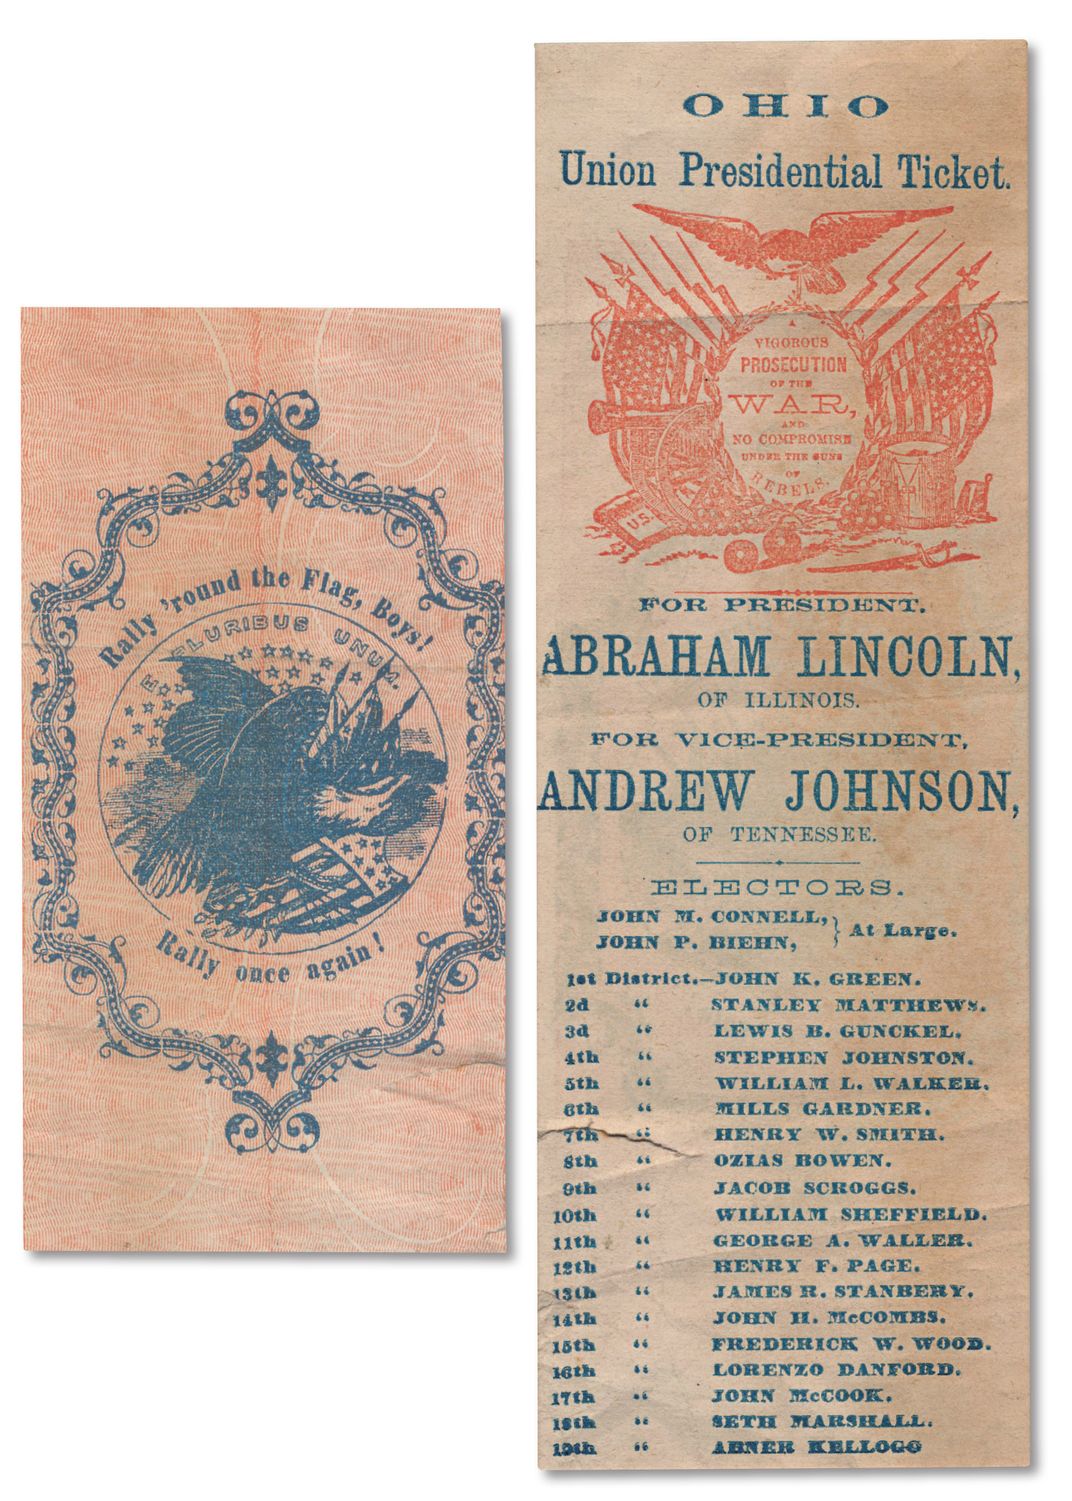 Rally 'round the Flag, Boys!
E PLURIBUS UNUM.
Rally once again!
OHIO
Union Presidential Ticket.
A
VIGOROUS
PROSECUTION
OF THE
WAR,
AND
NO COMPROMISE
UNDER THE GUNS
OF
REBELS.
U.S.
FOR PRESIDENT.
ABRAHAM LINCOLN,
OF ILLINOIS.
FOR VICE-PRESIDENT,
ANDREW JOHNSON,
OF TENNESSEE.
ELECTORS.
JOHN M. CONNELL,
JOHN P. BIEHN, } At Large.
1st District.—JOHN K. GREEN.
2d “ STANLEY MATTHEWS.
3d “ LEWIS B. GUNCKEL.
4th “ STEPHEN JOHNSTON.
5th “ WILLIAM L. WALKER.
6th “ MILLS GARDNER.
7th “ HENRY W. SMITH.
8th “ OZIAS BOWEN.
9th “ JACOB SCROGGS.
10th “ WILLIAM SHEFFIELD.
11th “ GEORGE A. WALLER.
12th “ HENRY F. PAGE.
13th “ JAMES R. STANBERY.
14th “ JOHN H. McCOMBS.
15th “ FREDERICK W. WOOD.
16th “ LORENZO DANFORD.
17th “ JOHN McCOOK.
18th “ SETH MARSHALL.
19th “ ABNER KELLOGG